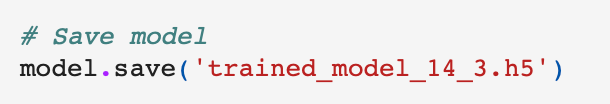 # Save model
model.save('trained_model_14_3.h5')